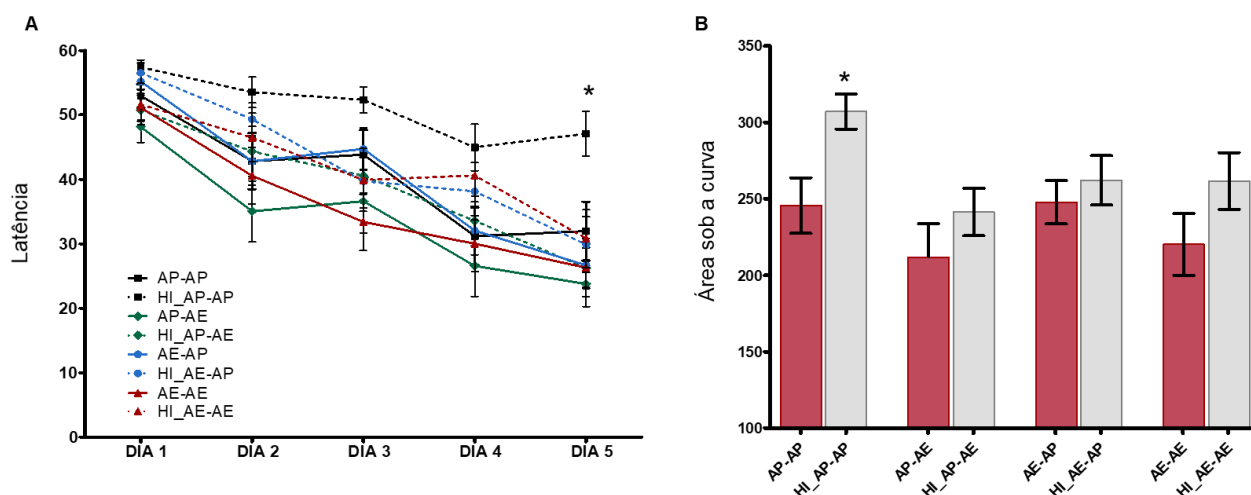 A
60
50
40
30
20
10
0
Latência
*
AP-AP
HI_AP-AP
AP-AE
HI_AP-AE
AE-AP
HI_AE-AP
AE-AE
HI_AE-AE
DIA 1 DIA 2 DIA 3 DIA 4 DIA 5
B
350
300
250
200
150
100
Área sob a curva
*
AP-AP
HI_AP-AP
AP-AE
HI_AP-AE
AE-AP
HI_AE-AP
AE-AE
HI_AE-AE